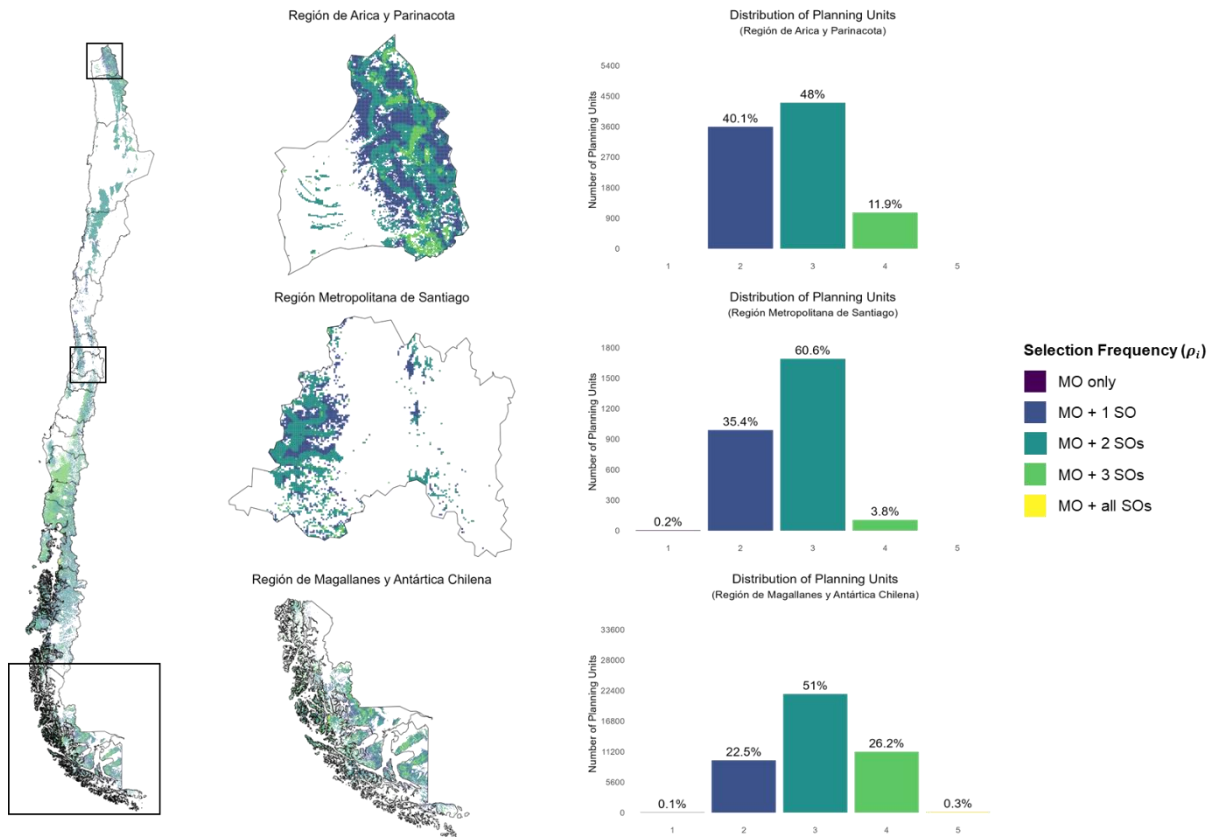 Región de Arica y Parinacota
Distribution of Planning Units
(Región de Arica y Parinacota)
Number of Planning Units
5400
4500
3600
2700
1800
900
0
40.1%
48%
11.9%
1 2 3 4 5
Región Metropolitana de Santiago
Distribution of Planning Units
(Región Metropolitana de Santiago)
Number of Planning Units
1800
1500
1200
900
600
300
0
0.2%
35.4%
60.6%
3.8%
1 2 3 4 5
Selection Frequency (ρᵢ)
MO only
MO + 1 SO
MO + 2 SOs
MO + 3 SOs
MO + all SOs
Región de Magallanes y Antártica Chilena
Distribution of Planning Units
(Región de Magallanes y Antártica Chilena)
Number of Planning Units
33600
28000
22400
16800
11200
5600
0
0.1%
22.5%
51%
26.2%
0.3%
1 2 3 4 5